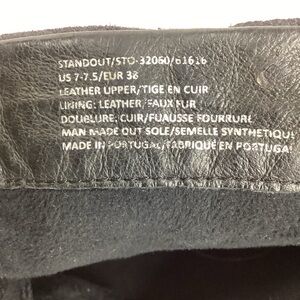 STANDOUT/STO-32060/61616
US 7-7.5/EUR 38
LEATHER UPPER/TIGE EN CUIR
LINING: LEATHER/FAUX FUR
DOUBLURE: CUIR/FUAUSSE FOURRURE
MAN MADE OUT SOLE/SEMELLE SYNTHETIQUE
MADE IN PORTUGAL/FABRIQUÉ EN PORTUGAL